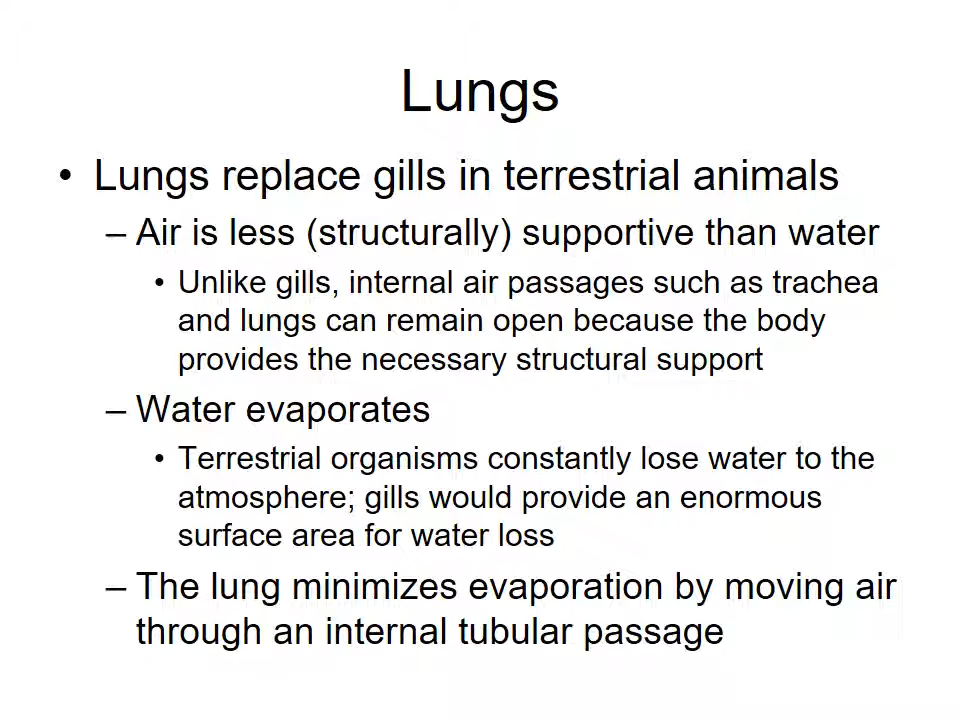 Lungs
• Lungs replace gills in terrestrial animals
– Air is less (structurally) supportive than water
• Unlike gills, internal air passages such as trachea
and lungs can remain open because the body
provides the necessary structural support
– Water evaporates
• Terrestrial organisms constantly lose water to the
atmosphere; gills would provide an enormous
surface area for water loss
– The lung minimizes evaporation by moving air
through an internal tubular passage